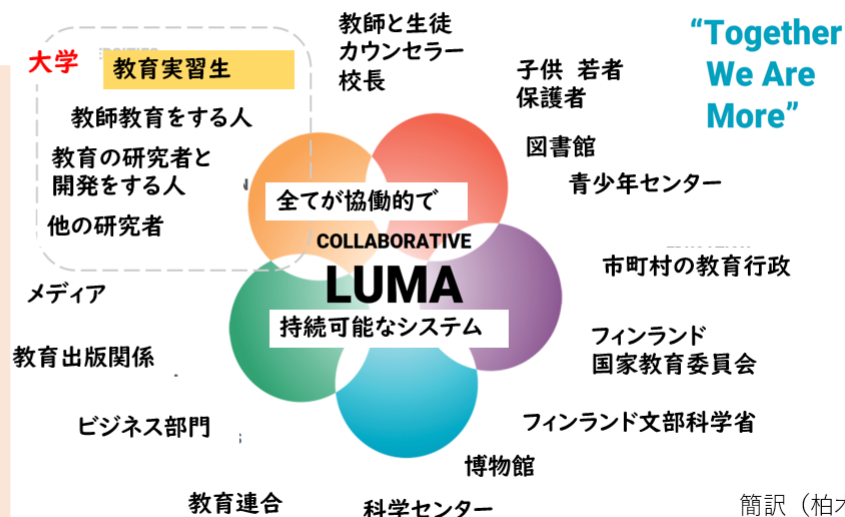 教師と生徒
カウンセラー
校長
“Together
We Are
More”
大学
教育実習生
子供 若者
保護者
教師教育をする人
図書館
教育の研究者と
開発をする人
青少年センター
全てが協働的で
他の研究者
COLLABORATIVE
LUMA
市町村の教育行政
メディア
持続可能なシステム
フィンランド
国家教育委員会
教育出版関係
ビジネス部門
フィンランド文部科学省
博物館
教育連合
科学センター
簡訳（柏